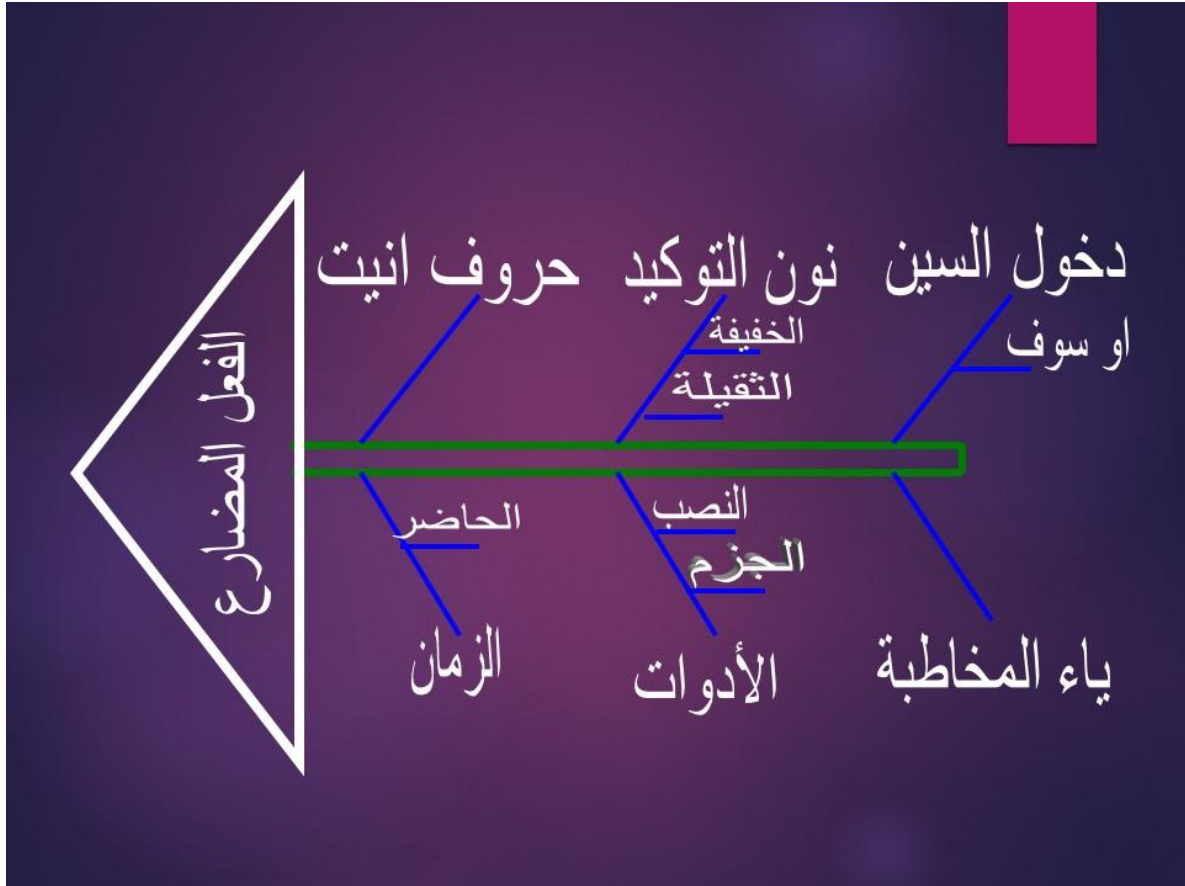 دخول السين
او سوف
نون التوكيد
الخفيفة
الثقيلة
حروف انيت
الفعل المضارع
النصب
الجزم
الحاضر
ياء المخاطبة
الأدوات
الزمان